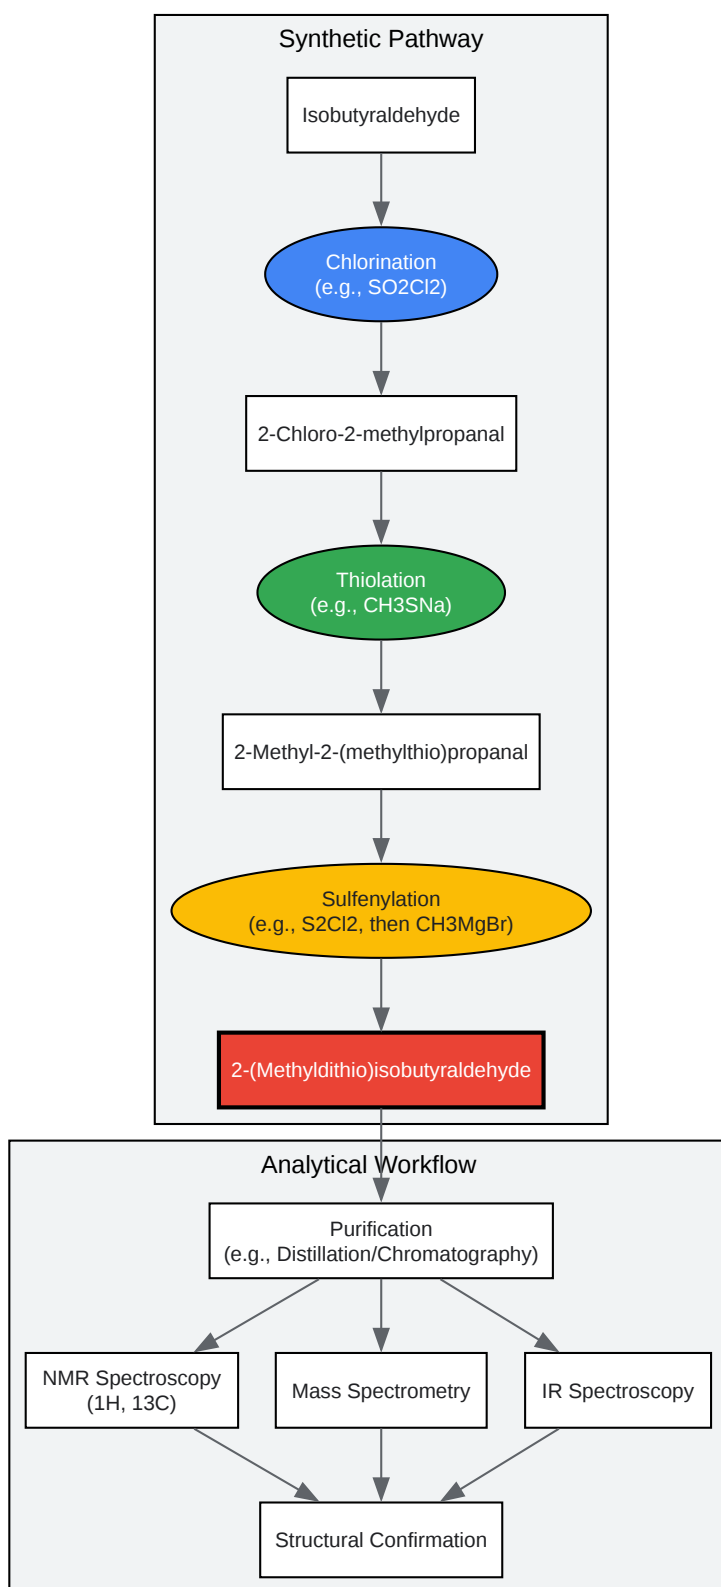 Synthetic Pathway
Isobutyraldehyde
Chlorination
(e.g., SO2Cl2)
2-Chloro-2-methylpropanal
Thiolation
(e.g., CH3SNa)
2-Methyl-2-(methylthio)propanal
Sulfenylation
(e.g., S2Cl2, then CH3MgBr)
2-(Methyldithio)isobutyraldehyde
Analytical Workflow
Purification
(e.g., Distillation/Chromatography)
NMR Spectroscopy
(1H, 13C)
Mass Spectrometry
IR Spectroscopy
Structural Confirmation